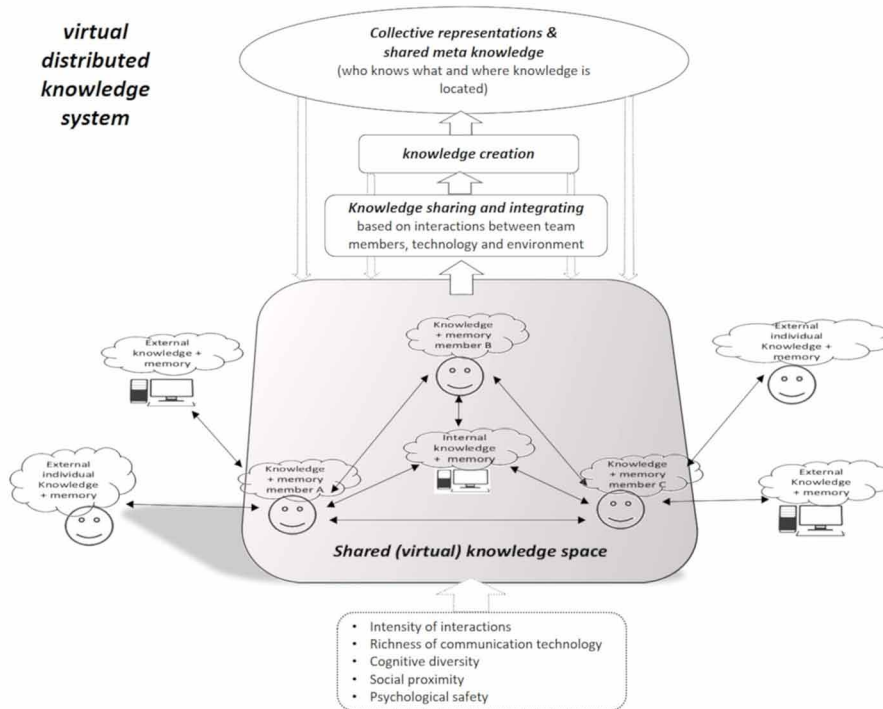 virtual
distributed
knowledge
system
Collective representations &
shared meta knowledge
(who knows what and where knowledge is
located)
knowledge creation
Knowledge sharing and integrating
based on interactions between team
members, technology and environment
Knowledge
+ memory
member B
External
knowledge +
memory
External
individual
Knowledge +
memory
Internal
knowledge
+ memory
External
individual
Knowledge
+ memory
Knowledge
+ memory
member A
Knowledge
+ memory
member C
External
Knowledge
+ memory
Shared (virtual) knowledge space
• Intensity of interactions
• Richness of communication technology
• Cognitive diversity
• Social proximity
• Psychological safety